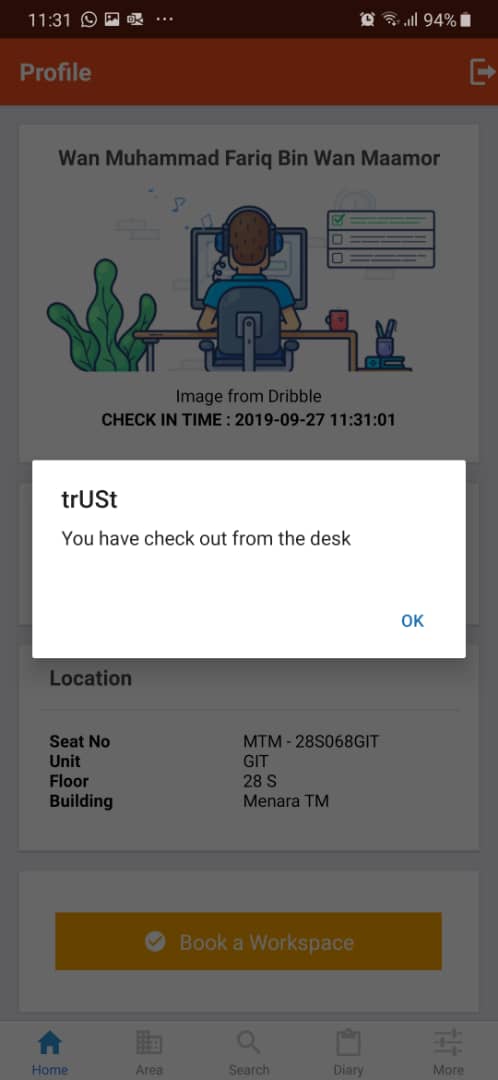 11:31 94%
Profile
Wan Muhammad Fariq Bin Wan Maamor
Image from Dribble
CHECK IN TIME : 2019-09-27 11:31:01
trUSt
You have check out from the desk
OK
Location
Seat No MTM - 28S068GIT
Unit GIT
Floor 28 S
Building Menara TM
Book a Workspace
Home Area Search Diary More